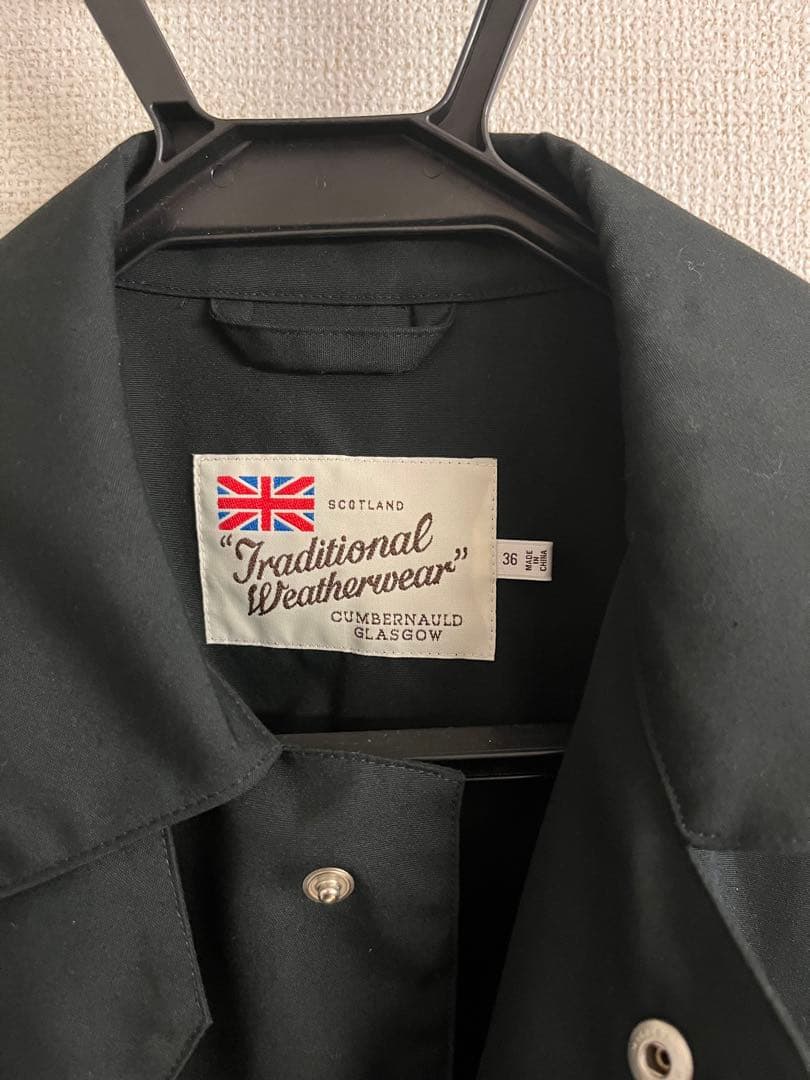 SCOTLAND
"Traditional
Weatherwear"
CUMBERNAULD
GLASGOW
36
MADE
IN
CHINA